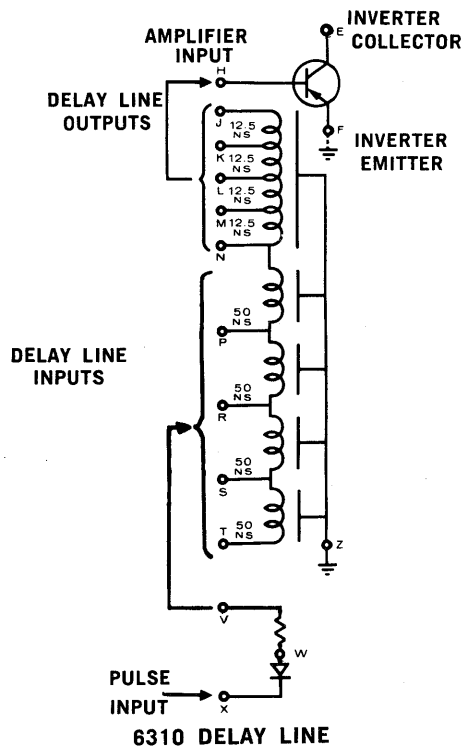 E
INVERTER
COLLECTOR
AMPLIFIER
INPUT
H
DELAY LINE
OUTPUTS
F
INVERTER
EMITTER
J
12.5
NS
K
12.5
NS
L
12.5
NS
M
12.5
NS
N
50
NS
P
DELAY LINE
INPUTS
50
NS
R
50
NS
S
50
NS
T
Z
V
W
PULSE
INPUT
X
6310 DELAY LINE